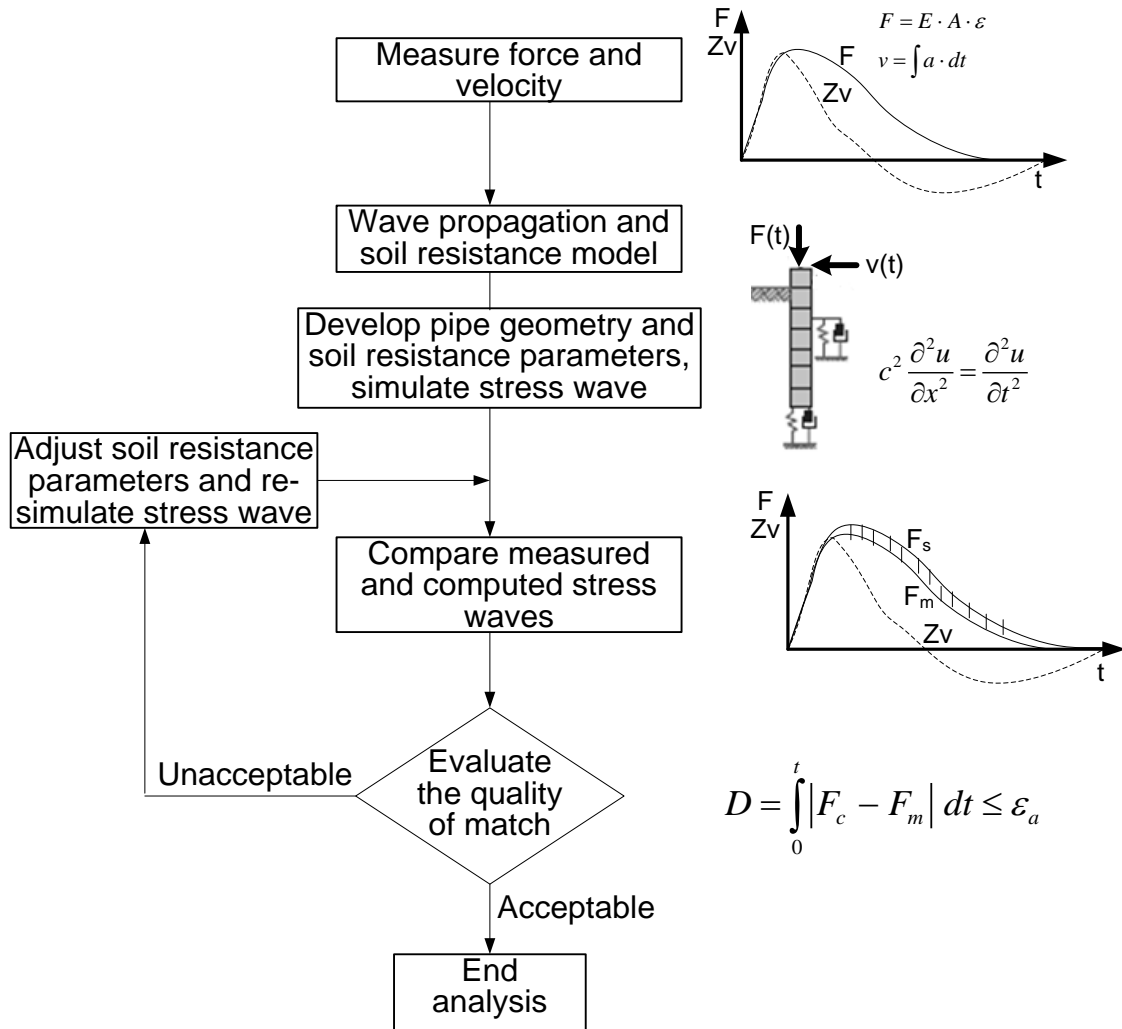 Measure force and
velocity
F
Zv
F = E · A · ε
v = ∫ a · dt
F
Zv
t
Wave propagation and
soil resistance model
F(t)
v(t)
Develop pipe geometry and
soil resistance parameters,
simulate stress wave
c² ∂²u/∂x² = ∂²u/∂t²
Adjust soil resistance
parameters and re-
simulate stress wave
F
Zv
Fs
Fm
Zv
t
Compare measured
and computed stress
waves
Unacceptable
Evaluate
the quality
of match
D = ∫₀ᵗ |F_c − F_m| dt ≤ ε_a
Acceptable
End
analysis